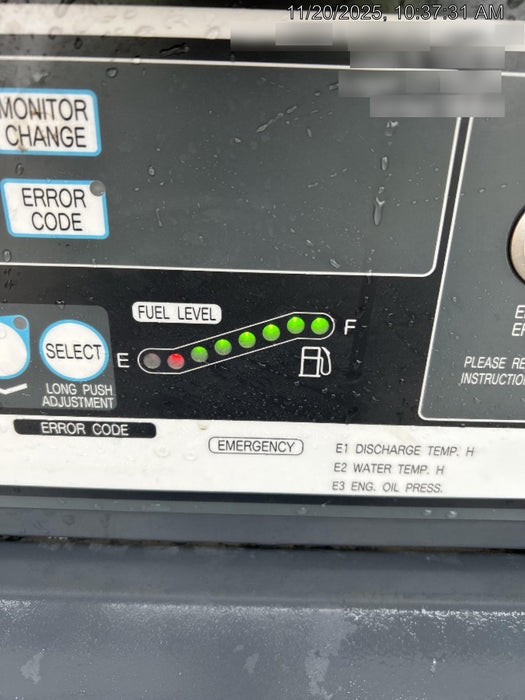 11/20/2025, 10:37:31 AM
MONITOR
CHANGE
ERROR
CODE
FUEL LEVEL
E
F
SELECT
LONG PUSH
ADJUSTMENT
PLEASE
INSTRUCTION
ERROR CODE
EMERGENCY
E1 DISCHARGE TEMP. H
E2 WATER TEMP. H
E3 ENG. OIL PRESS.